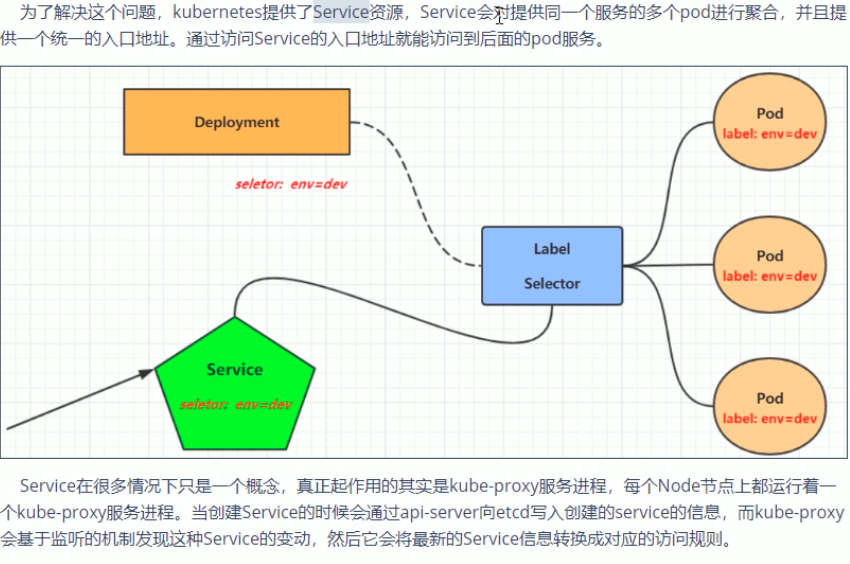 为了解决这个问题，kubernetes提供了Service资源，Service会对提供同一个服务的多个pod进行聚合，并且提
供一个统一的入口地址。通过访问Service的入口地址就能访问到后面的pod服务。
Deployment
seletor: env=dev
Pod
label: env=dev
Label
Selector
Pod
label: env=dev
Service
seletor: env=dev
Pod
label: env=dev
Service在很多情况下只是一个概念，真正起作用的其实是kube-proxy服务进程，每个Node节点上都运行着一
个kube-proxy服务进程。当创建Service的时候会通过api-server向etcd写入创建的service的信息，而kube-proxy
会基于监听的机制发现这种Service的变动，然后它会将最新的Service信息转换成对应的访问规则。